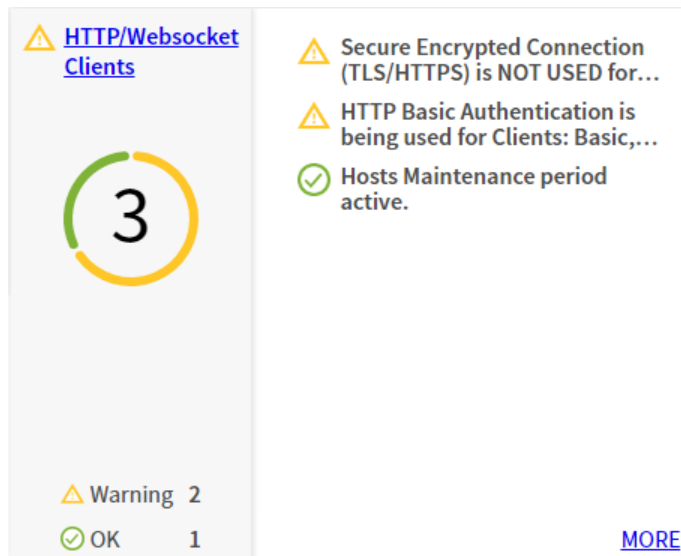 HTTP/Websocket
Clients
3
Warning 2
OK 1
Secure Encrypted Connection
(TLS/HTTPS) is NOT USED for…
HTTP Basic Authentication is
being used for Clients: Basic,…
Hosts Maintenance period
active.
MORE